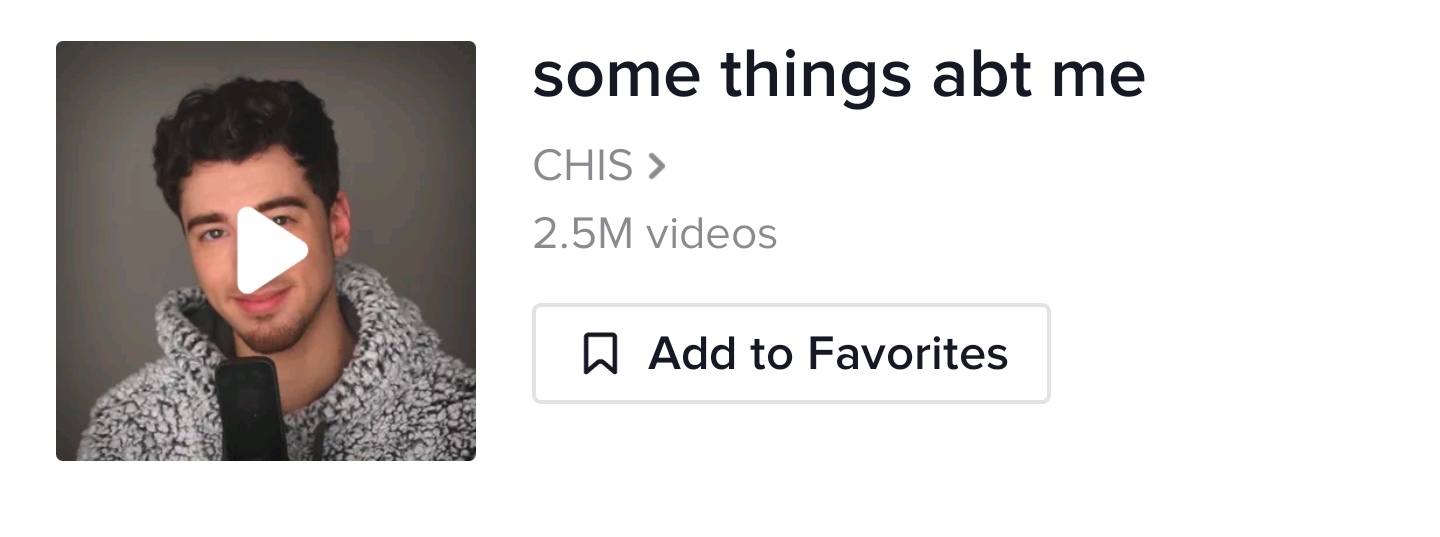 some things abt me
CHIS
2.5M videos
Add to Favorites